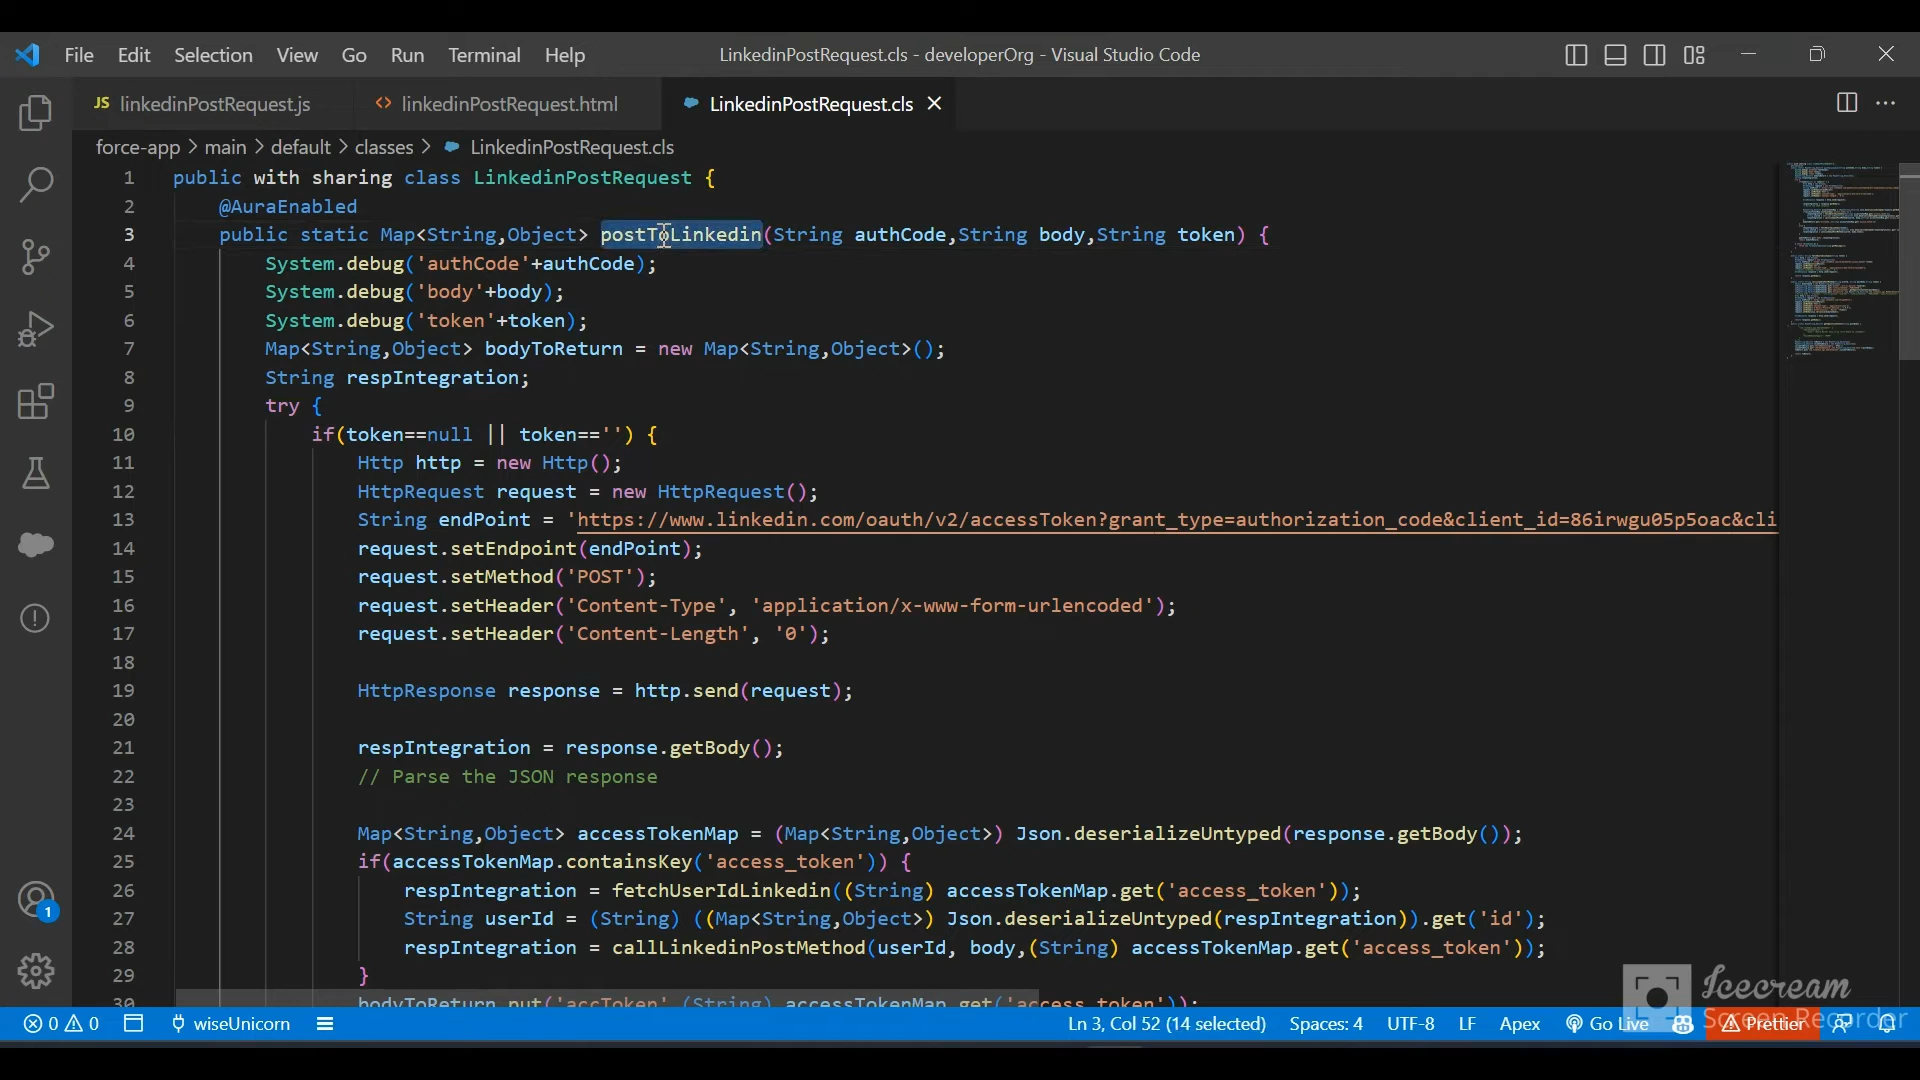 File Edit Selection View Go Run Terminal Help LinkedinPostRequest.cls - developerOrg - Visual Studio Code
JS linkedinPostRequest.js <> linkedinPostRequest.html LinkedinPostRequest.cls
force-app > main > default > classes > LinkedinPostRequest.cls
1 public with sharing class LinkedinPostRequest {
2 @AuraEnabled
3 public static Map<String,Object> postToLinkedin(String authCode,String body,String token) {
4 System.debug('authCode'+authCode);
5 System.debug('body'+body);
6 System.debug('token'+token);
7 Map<String,Object> bodyToReturn = new Map<String,Object>();
8 String respIntegration;
9 try {
10 if(token==null || token=='') {
11 Http http = new Http();
12 HttpRequest request = new HttpRequest();
13 String endPoint = 'https://www.linkedin.com/oauth/v2/accessToken?grant_type=authorization_code&client_id=86irwgu05p5oac&cli
14 request.setEndpoint(endPoint);
15 request.setMethod('POST');
16 request.setHeader('Content-Type', 'application/x-www-form-urlencoded');
17 request.setHeader('Content-Length', '0');
18
19 HttpResponse response = http.send(request);
20
21 respIntegration = response.getBody();
22 // Parse the JSON response
23
24 Map<String,Object> accessTokenMap = (Map<String,Object>) Json.deserializeUntyped(response.getBody());
25 if(accessTokenMap.containsKey('access_token')) {
26 respIntegration = fetchUserIdLinkedin((String) accessTokenMap.get('access_token'));
27 String userId = (String) ((Map<String,Object>) Json.deserializeUntyped(respIntegration)).get('id');
28 respIntegration = callLinkedinPostMethod(userId, body,(String) accessTokenMap.get('access_token'));
29 }
30 bodyToReturn.put('accToken',(String) accessTokenMap.get('access_token'));
1
Icecream
Screen Recorder
0 0 wiseUnicorn Ln 3, Col 52 (14 selected) Spaces: 4 UTF-8 LF Apex Go Live Prettier